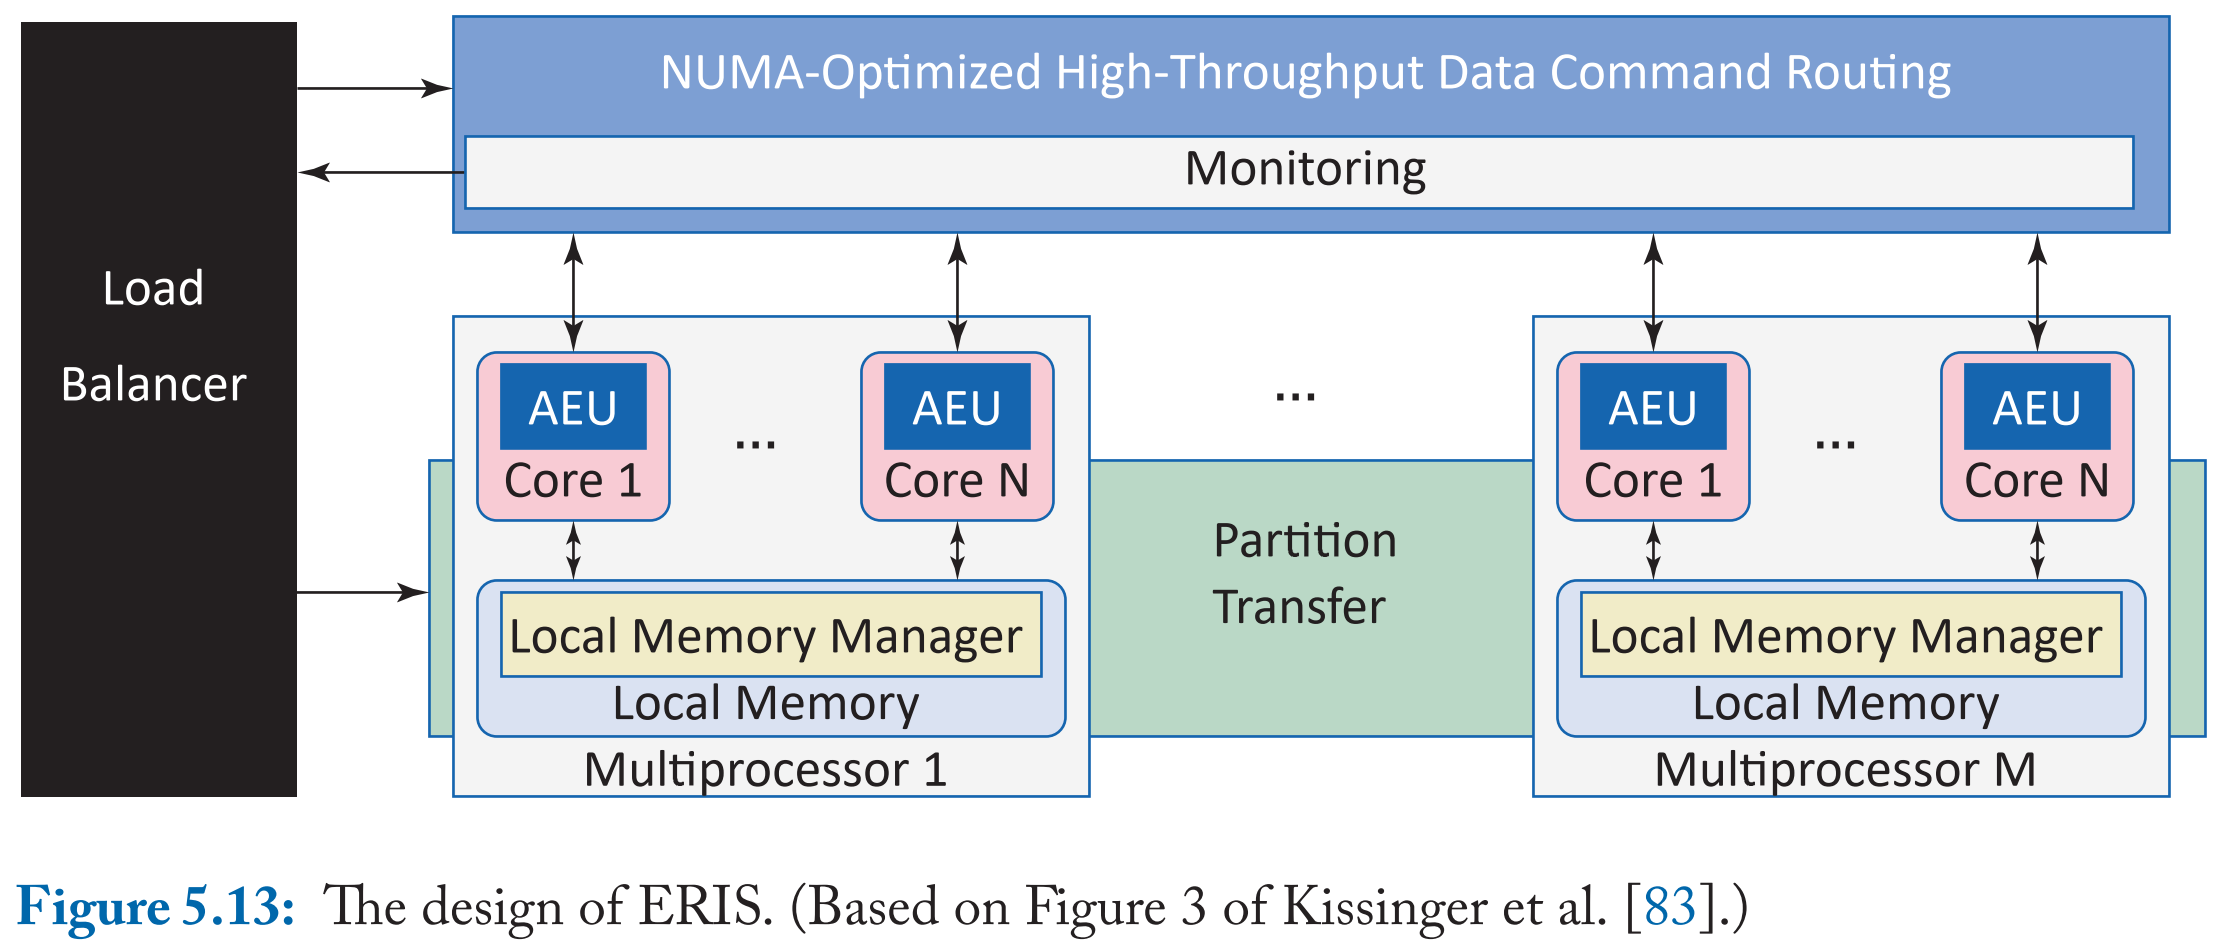 NUMA-Optimized High-Throughput Data Command Routing
Monitoring
Load
Balancer
AEU
Core 1
...
AEU
Core N
...
AEU
Core 1
...
AEU
Core N
Partition
Transfer
Local Memory Manager
Local Memory
Multiprocessor 1
Local Memory Manager
Local Memory
Multiprocessor M
Figure 5.13: The design of ERIS. (Based on Figure 3 of Kissinger et al. [83].)